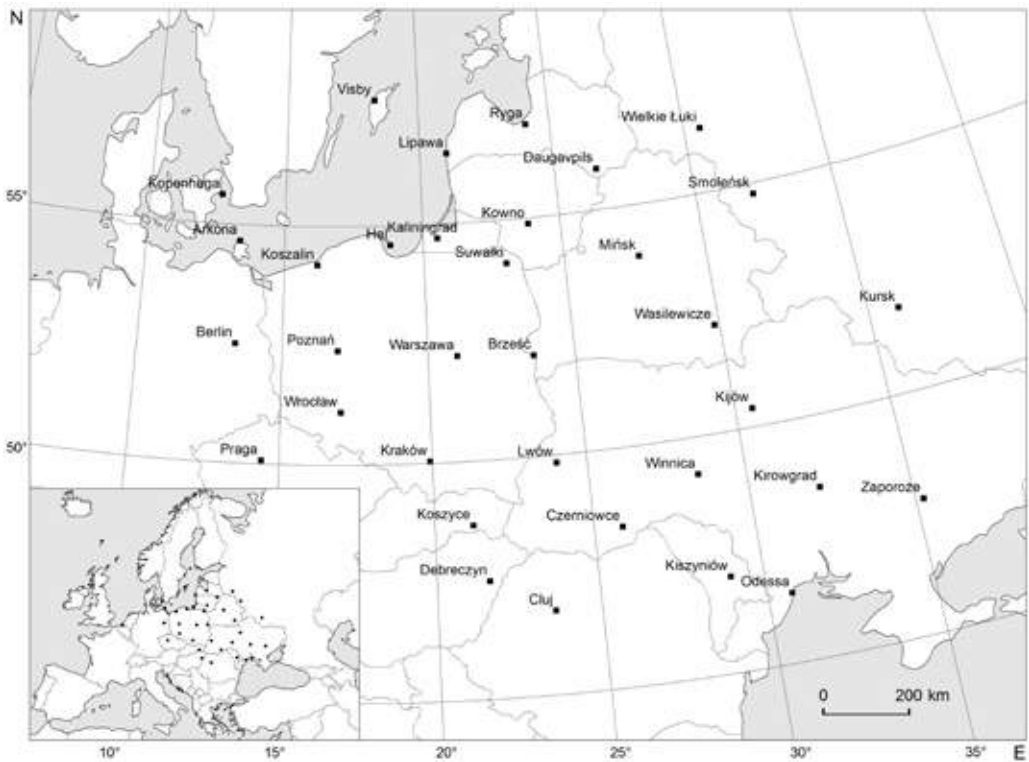 N
Visby
Ryga
Wielkie Łuki
Lipawa
Daugavpils
Kopenhaga
Smoleńsk
55°
Kowno
Arkona
Hel
Kaliningrad
Koszalin
Suwałki
Mińsk
Kursk
Wasilewicze
Berlin
Poznań
Warszawa
Brześć
Wrocław
Kijów
50°
Praga
Kraków
Lwów
Winnica
Kirowgrad
Zaporoże
Koszyce
Czerniowce
Debreczyn
Kiszyniów
Odessa
Cluj
0 200 km
10° 15° 20° 25° 30° 35° E